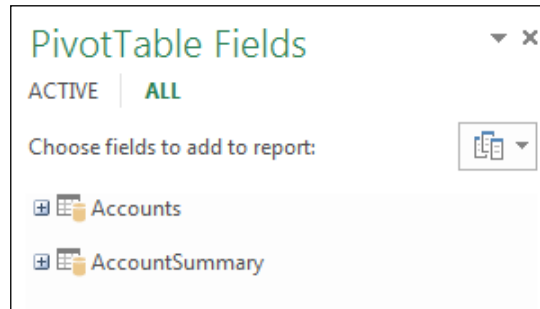 PivotTable Fields
ACTIVE ALL
Choose fields to add to report:
Accounts
AccountSummary